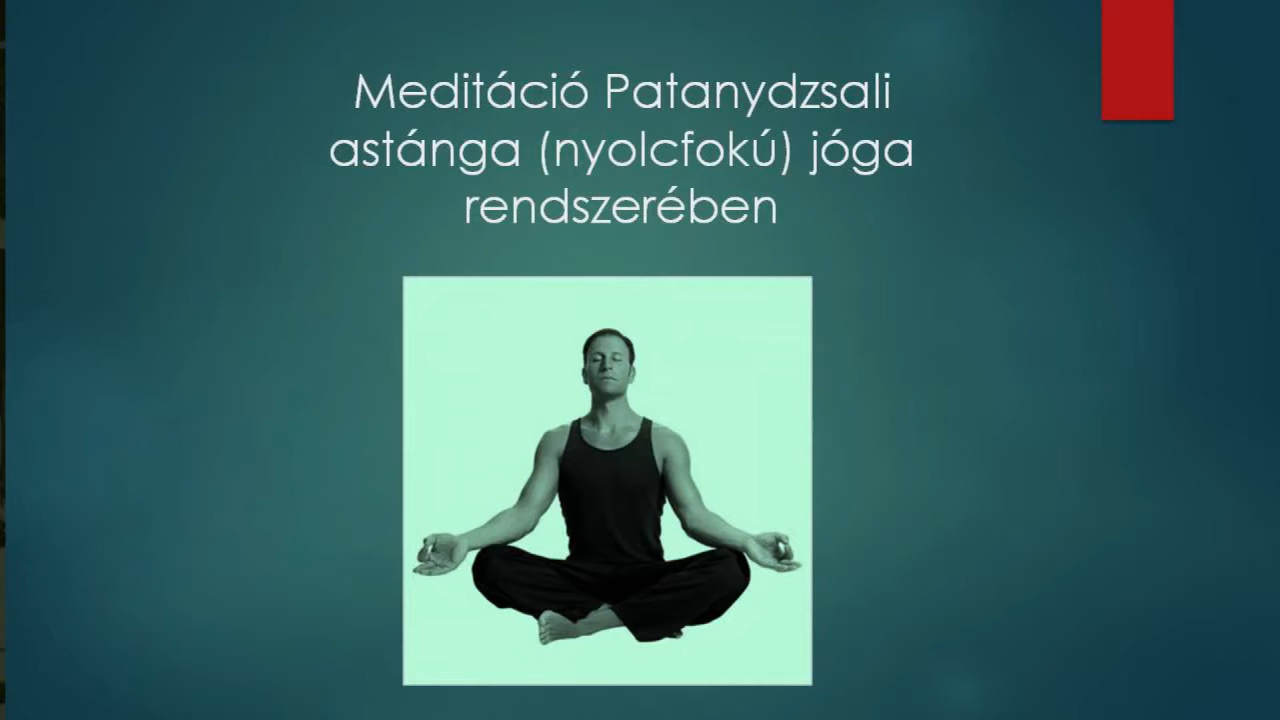 Meditáció Patanydzsali
astánga (nyolcfokú) jóga
rendszerében